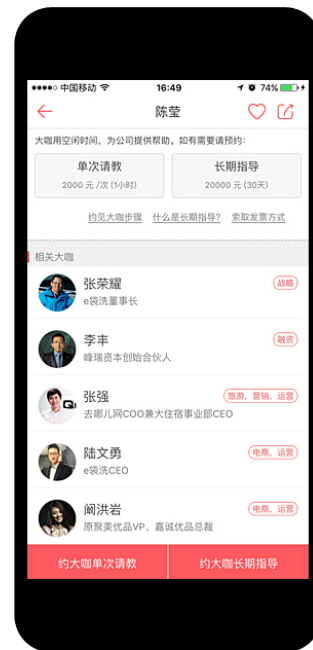 中国移动 16:49 74%
陈莹
大咖用空闲时间，为公司提供帮助。如有需要请预约：
单次请教 长期指导
2000 元 /次 (1小时) 20000 元 (30天)
约见大咖步骤 什么是长期指导? 索取发票方式
相关大咖
张荣耀 战略
e袋洗董事长
李丰 融资
峰瑞资本创始合伙人
张强 旅游、营销、运营
去哪儿网COO兼大住宿事业部CEO
陆文勇 电商、运营
e袋洗CEO
阚洪岩 电商、运营
原聚美优品VP、嘉诚优品总裁
约大咖单次请教 约大咖长期指导